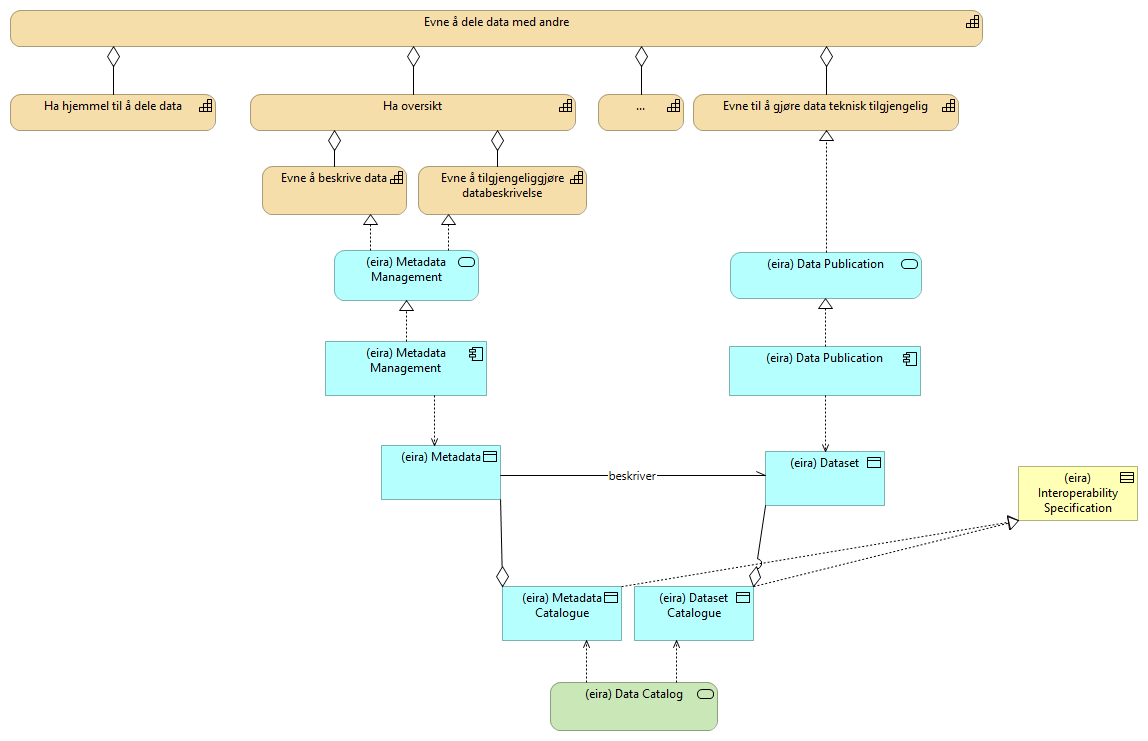 Evne å dele data med andre
Ha hjemmel til å dele data
Ha oversikt
...
Evne til å gjøre data teknisk tilgjengelig
Evne å beskrive data
Evne å tilgjengeliggjøre
databeskrivelse
(eira) Metadata
Management
(eira) Data Publication
(eira) Metadata
Management
(eira) Data Publication
(eira) Metadata
beskriver
(eira) Dataset
(eira)
Interoperability
Specification
(eira) Metadata
Catalogue
(eira) Dataset
Catalogue
(eira) Data Catalog